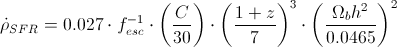 \dot{\rho}_{SFR} = 0.027 \cdot f_{esc}^{-1} \cdot \left( \frac{C}{30} \right) \cdot \left( \frac{1+z}{7} \right)^3 \cdot \left( \frac{\Omega_b h^2}{0.0465} \right)^2